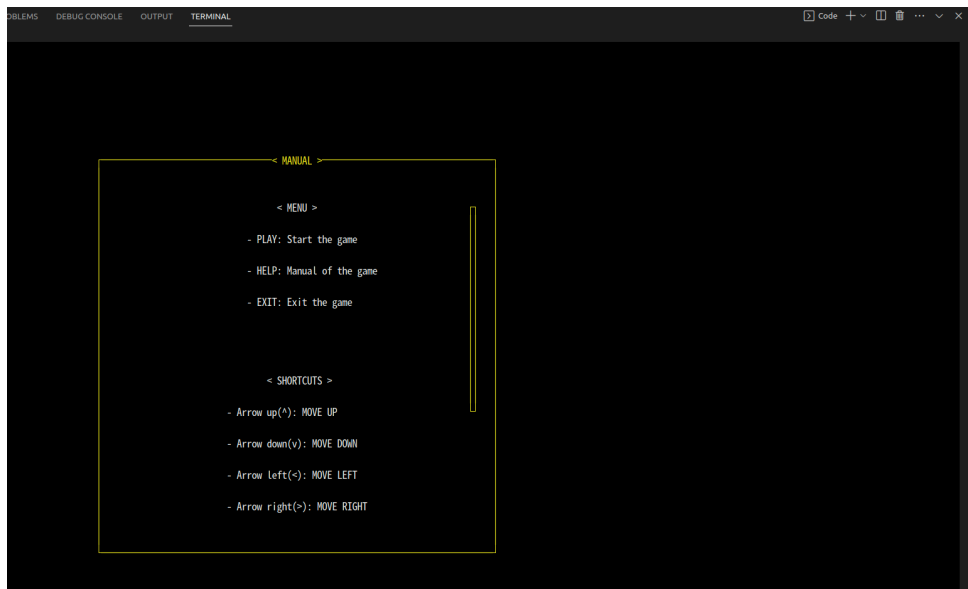 OBLEMS DEBUG CONSOLE OUTPUT TERMINAL Code
< MANUAL >
< MENU >
- PLAY: Start the game
- HELP: Manual of the game
- EXIT: Exit the game
< SHORTCUTS >
- Arrow up(^): MOVE UP
- Arrow down(v): MOVE DOWN
- Arrow left(<): MOVE LEFT
- Arrow right(>): MOVE RIGHT